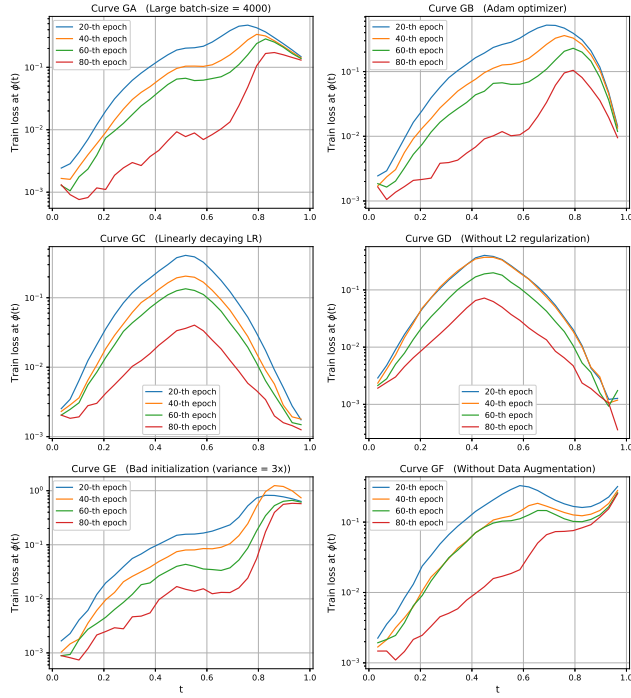 Curve GA (Large batch-size = 4000)
Train loss at ϕ(t)
10⁻¹
10⁻²
10⁻³
20-th epoch
40-th epoch
60-th epoch
80-th epoch
0.0 0.2 0.4 0.6 0.8 1.0
Curve GB (Adam optimizer)
Train loss at ϕ(t)
10⁻¹
10⁻²
10⁻³
20-th epoch
40-th epoch
60-th epoch
80-th epoch
0.0 0.2 0.4 0.6 0.8 1.0
Curve GC (Linearly decaying LR)
Train loss at ϕ(t)
10⁻¹
10⁻²
10⁻³
20-th epoch
40-th epoch
60-th epoch
80-th epoch
0.0 0.2 0.4 0.6 0.8 1.0
Curve GD (Without L2 regularization)
Train loss at ϕ(t)
10⁻¹
10⁻²
10⁻³
20-th epoch
40-th epoch
60-th epoch
80-th epoch
0.0 0.2 0.4 0.6 0.8 1.0
Curve GE (Bad initialization (variance = 3x))
Train loss at ϕ(t)
10⁰
10⁻¹
10⁻²
10⁻³
20-th epoch
40-th epoch
60-th epoch
80-th epoch
0.0 0.2 0.4 0.6 0.8 1.0
t
Curve GF (Without Data Augmentation)
Train loss at ϕ(t)
10⁻¹
10⁻²
10⁻³
20-th epoch
40-th epoch
60-th epoch
80-th epoch
0.0 0.2 0.4 0.6 0.8 1.0
t